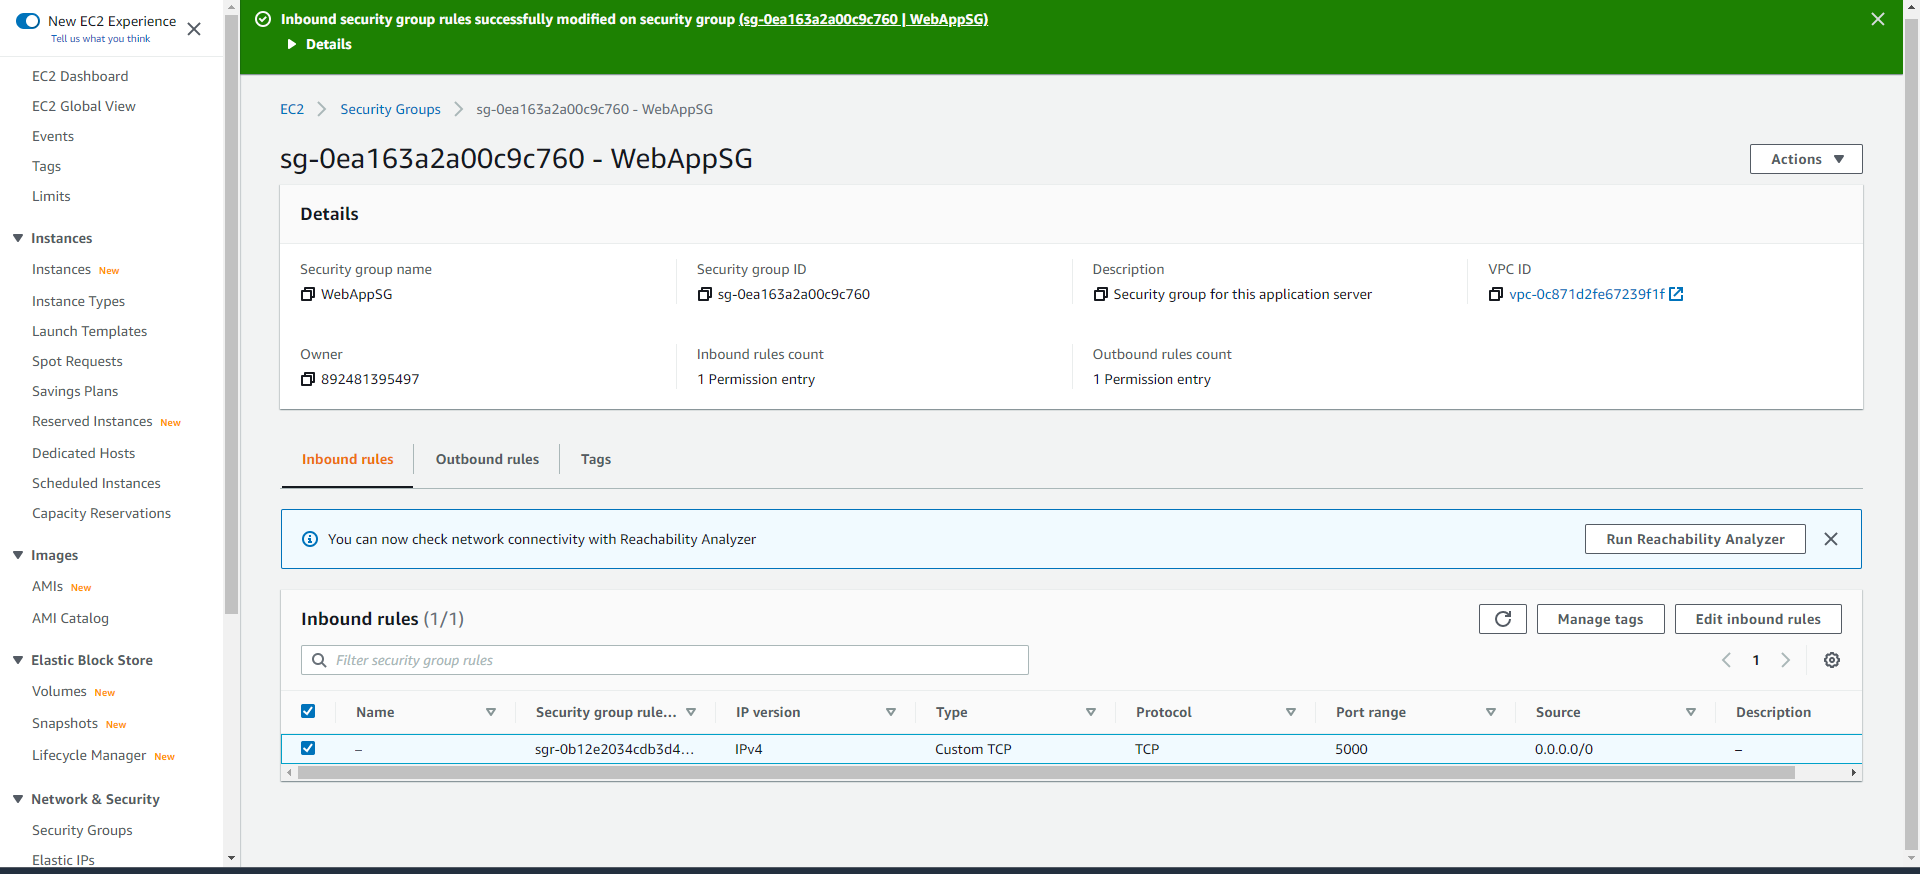 New EC2 Experience
Tell us what you think
EC2 Dashboard
EC2 Global View
Events
Tags
Limits
Instances
Instances New
Instance Types
Launch Templates
Spot Requests
Savings Plans
Reserved Instances New
Dedicated Hosts
Scheduled Instances
Capacity Reservations
Images
AMIs New
AMI Catalog
Elastic Block Store
Volumes New
Snapshots New
Lifecycle Manager New
Network & Security
Security Groups
Elastic IPs
Inbound security group rules successfully modified on security group (sg-0ea163a2a00c9c760 | WebAppSG)
Details
EC2 Security Groups sg-0ea163a2a00c9c760 - WebAppSG
sg-0ea163a2a00c9c760 - WebAppSG
Actions
Details
Security group name Security group ID Description VPC ID
WebAppSG sg-0ea163a2a00c9c760 Security group for this application server vpc-0c871d2fe67239f1f
Owner Inbound rules count Outbound rules count
892481395497 1 Permission entry 1 Permission entry
Inbound rules Outbound rules Tags
You can now check network connectivity with Reachability Analyzer Run Reachability Analyzer
Inbound rules (1/1) Manage tags Edit inbound rules
Filter security group rules 1
Name Security group rule... IP version Type Protocol Port range Source Description
– sgr-0b12e2034cdb3d4... IPv4 Custom TCP TCP 5000 0.0.0.0/0 –